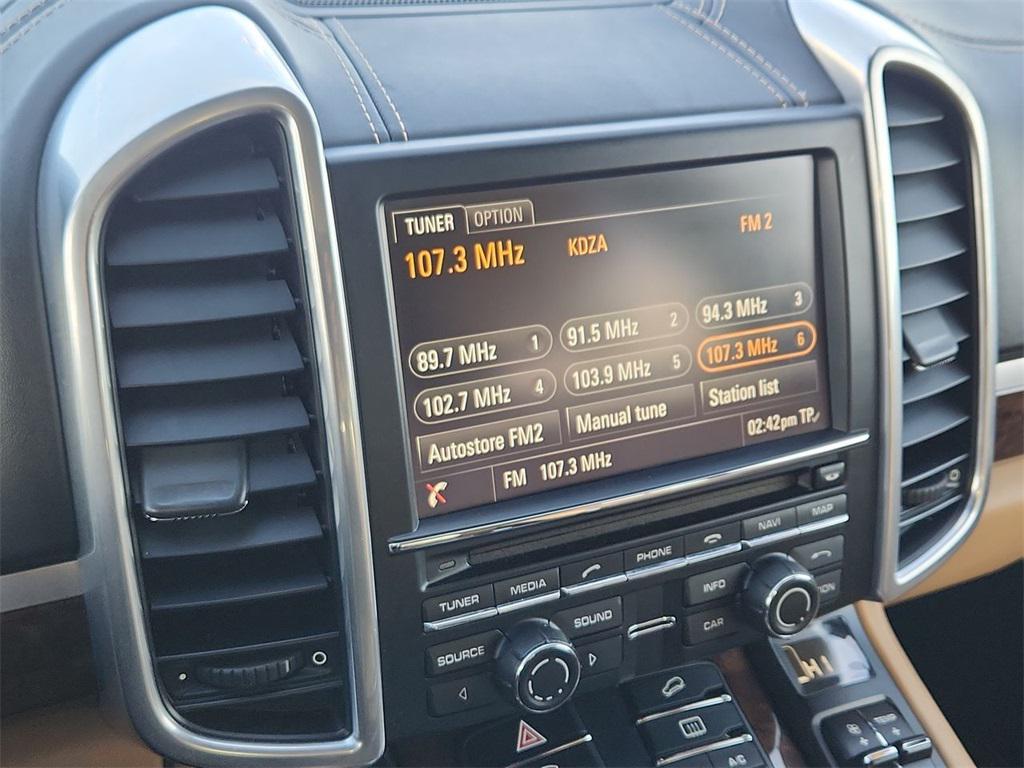 TUNER OPTION
107.3 MHz KDZA FM 2
89.7 MHz 1 91.5 MHz 2 94.3 MHz 3
102.7 MHz 4 103.9 MHz 5 107.3 MHz 6
Autostore FM2 Manual tune Station list
FM 107.3 MHz 02:42pm TP
TUNER MEDIA PHONE NAVI MAP
SOURCE SOUND INFO
CAR
A/C TEMP